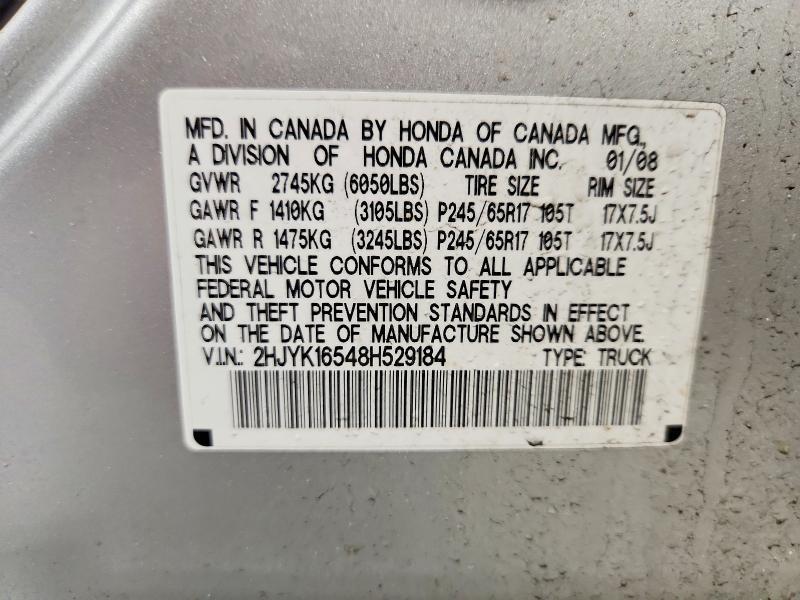 MFD. IN CANADA BY HONDA OF CANADA MFG.,
A DIVISION OF HONDA CANADA INC. 01/08
GVWR 2745KG (6050LBS) TIRE SIZE RIM SIZE
GAWR F 1410KG (3105LBS) P245/65R17 105T 17X7.5J
GAWR R 1475KG (3245LBS) P245/65R17 105T 17X7.5J
THIS VEHICLE CONFORMS TO ALL APPLICABLE
FEDERAL MOTOR VEHICLE SAFETY
AND THEFT PREVENTION STANDARDS IN EFFECT
ON THE DATE OF MANUFACTURE SHOWN ABOVE.
V.I.N.: 2HJYK16548H529184 TYPE: TRUCK